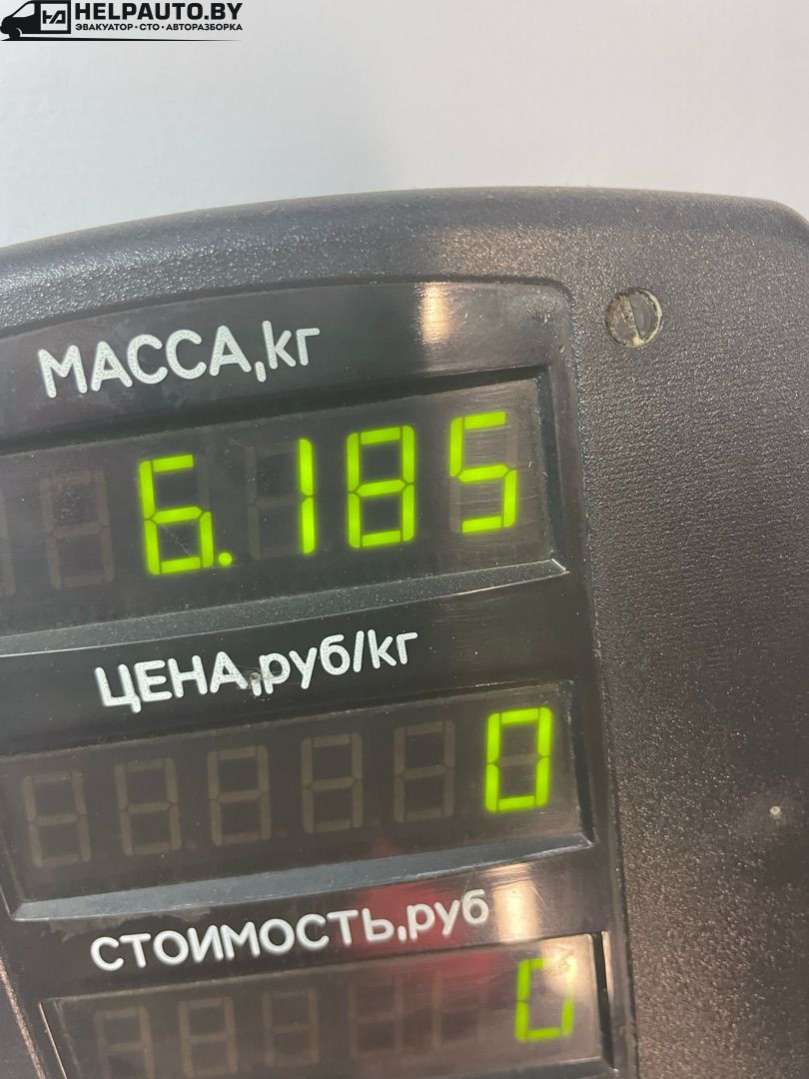 HELPAUTO.BY
ЭВАКУАТОР•СТО•АВТОРАЗБОРКА
МАССА,кг
6.185
ЦЕНА,руб/кг
0
СТОИМОСТЬ,руб
0